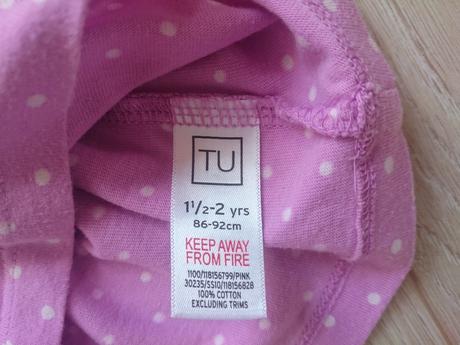 TU
1½-2 yrs
86-92cm
KEEP AWAY
FROM FIRE
1100/118156799/PINK
30235/SS10/118156828
100% COTTON
EXCLUDING TRIMS